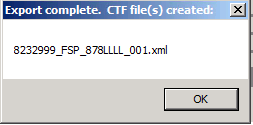 Export complete. CTF file(s) created:
8232999_FSP_878LLLL_001.xml
OK